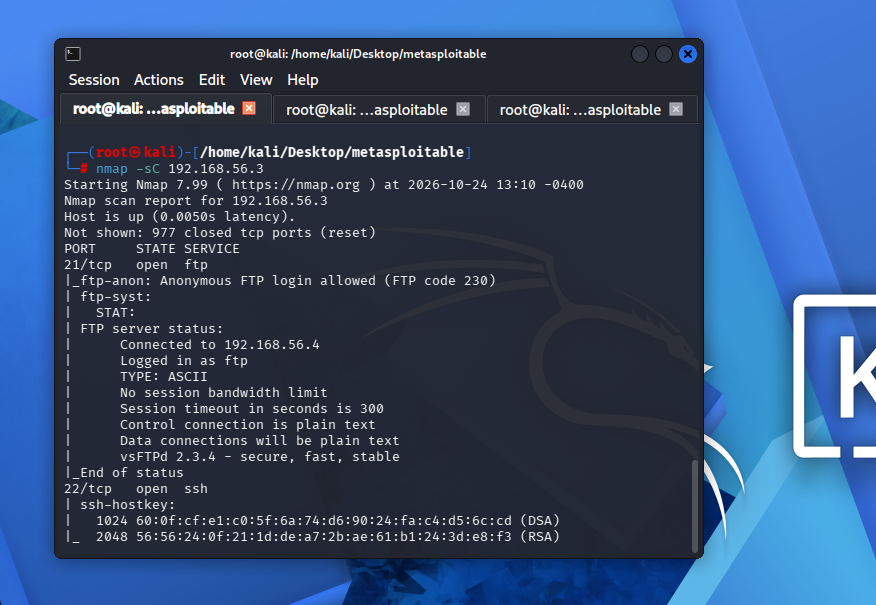 root@kali: /home/kali/Desktop/metasploitable
Session Actions Edit View Help
root@kali: ...asploitable root@kali: ...asploitable root@kali: ...asploitable
┌──(root㉿kali)-[/home/kali/Desktop/metasploitable]
└─# nmap -sC 192.168.56.3
Starting Nmap 7.99 ( https://nmap.org ) at 2026-10-24 13:10 -0400
Nmap scan report for 192.168.56.3
Host is up (0.0050s latency).
Not shown: 977 closed tcp ports (reset)
PORT     STATE SERVICE
21/tcp   open  ftp
|_ftp-anon: Anonymous FTP login allowed (FTP code 230)
| ftp-syst:
|   STAT:
| FTP server status:
|      Connected to 192.168.56.4
|      Logged in as ftp
|      TYPE: ASCII
|      No session bandwidth limit
|      Session timeout in seconds is 300
|      Control connection is plain text
|      Data connections will be plain text
|      vsFTPd 2.3.4 - secure, fast, stable
|_End of status
22/tcp   open  ssh
| ssh-hostkey:
|   1024 60:0f:cf:e1:c0:5f:6a:74:d6:90:24:fa:c4:d5:6c:cd (DSA)
|_  2048 56:56:24:0f:21:1d:de:a7:2b:ae:61:b1:24:3d:e8:f3 (RSA)
K